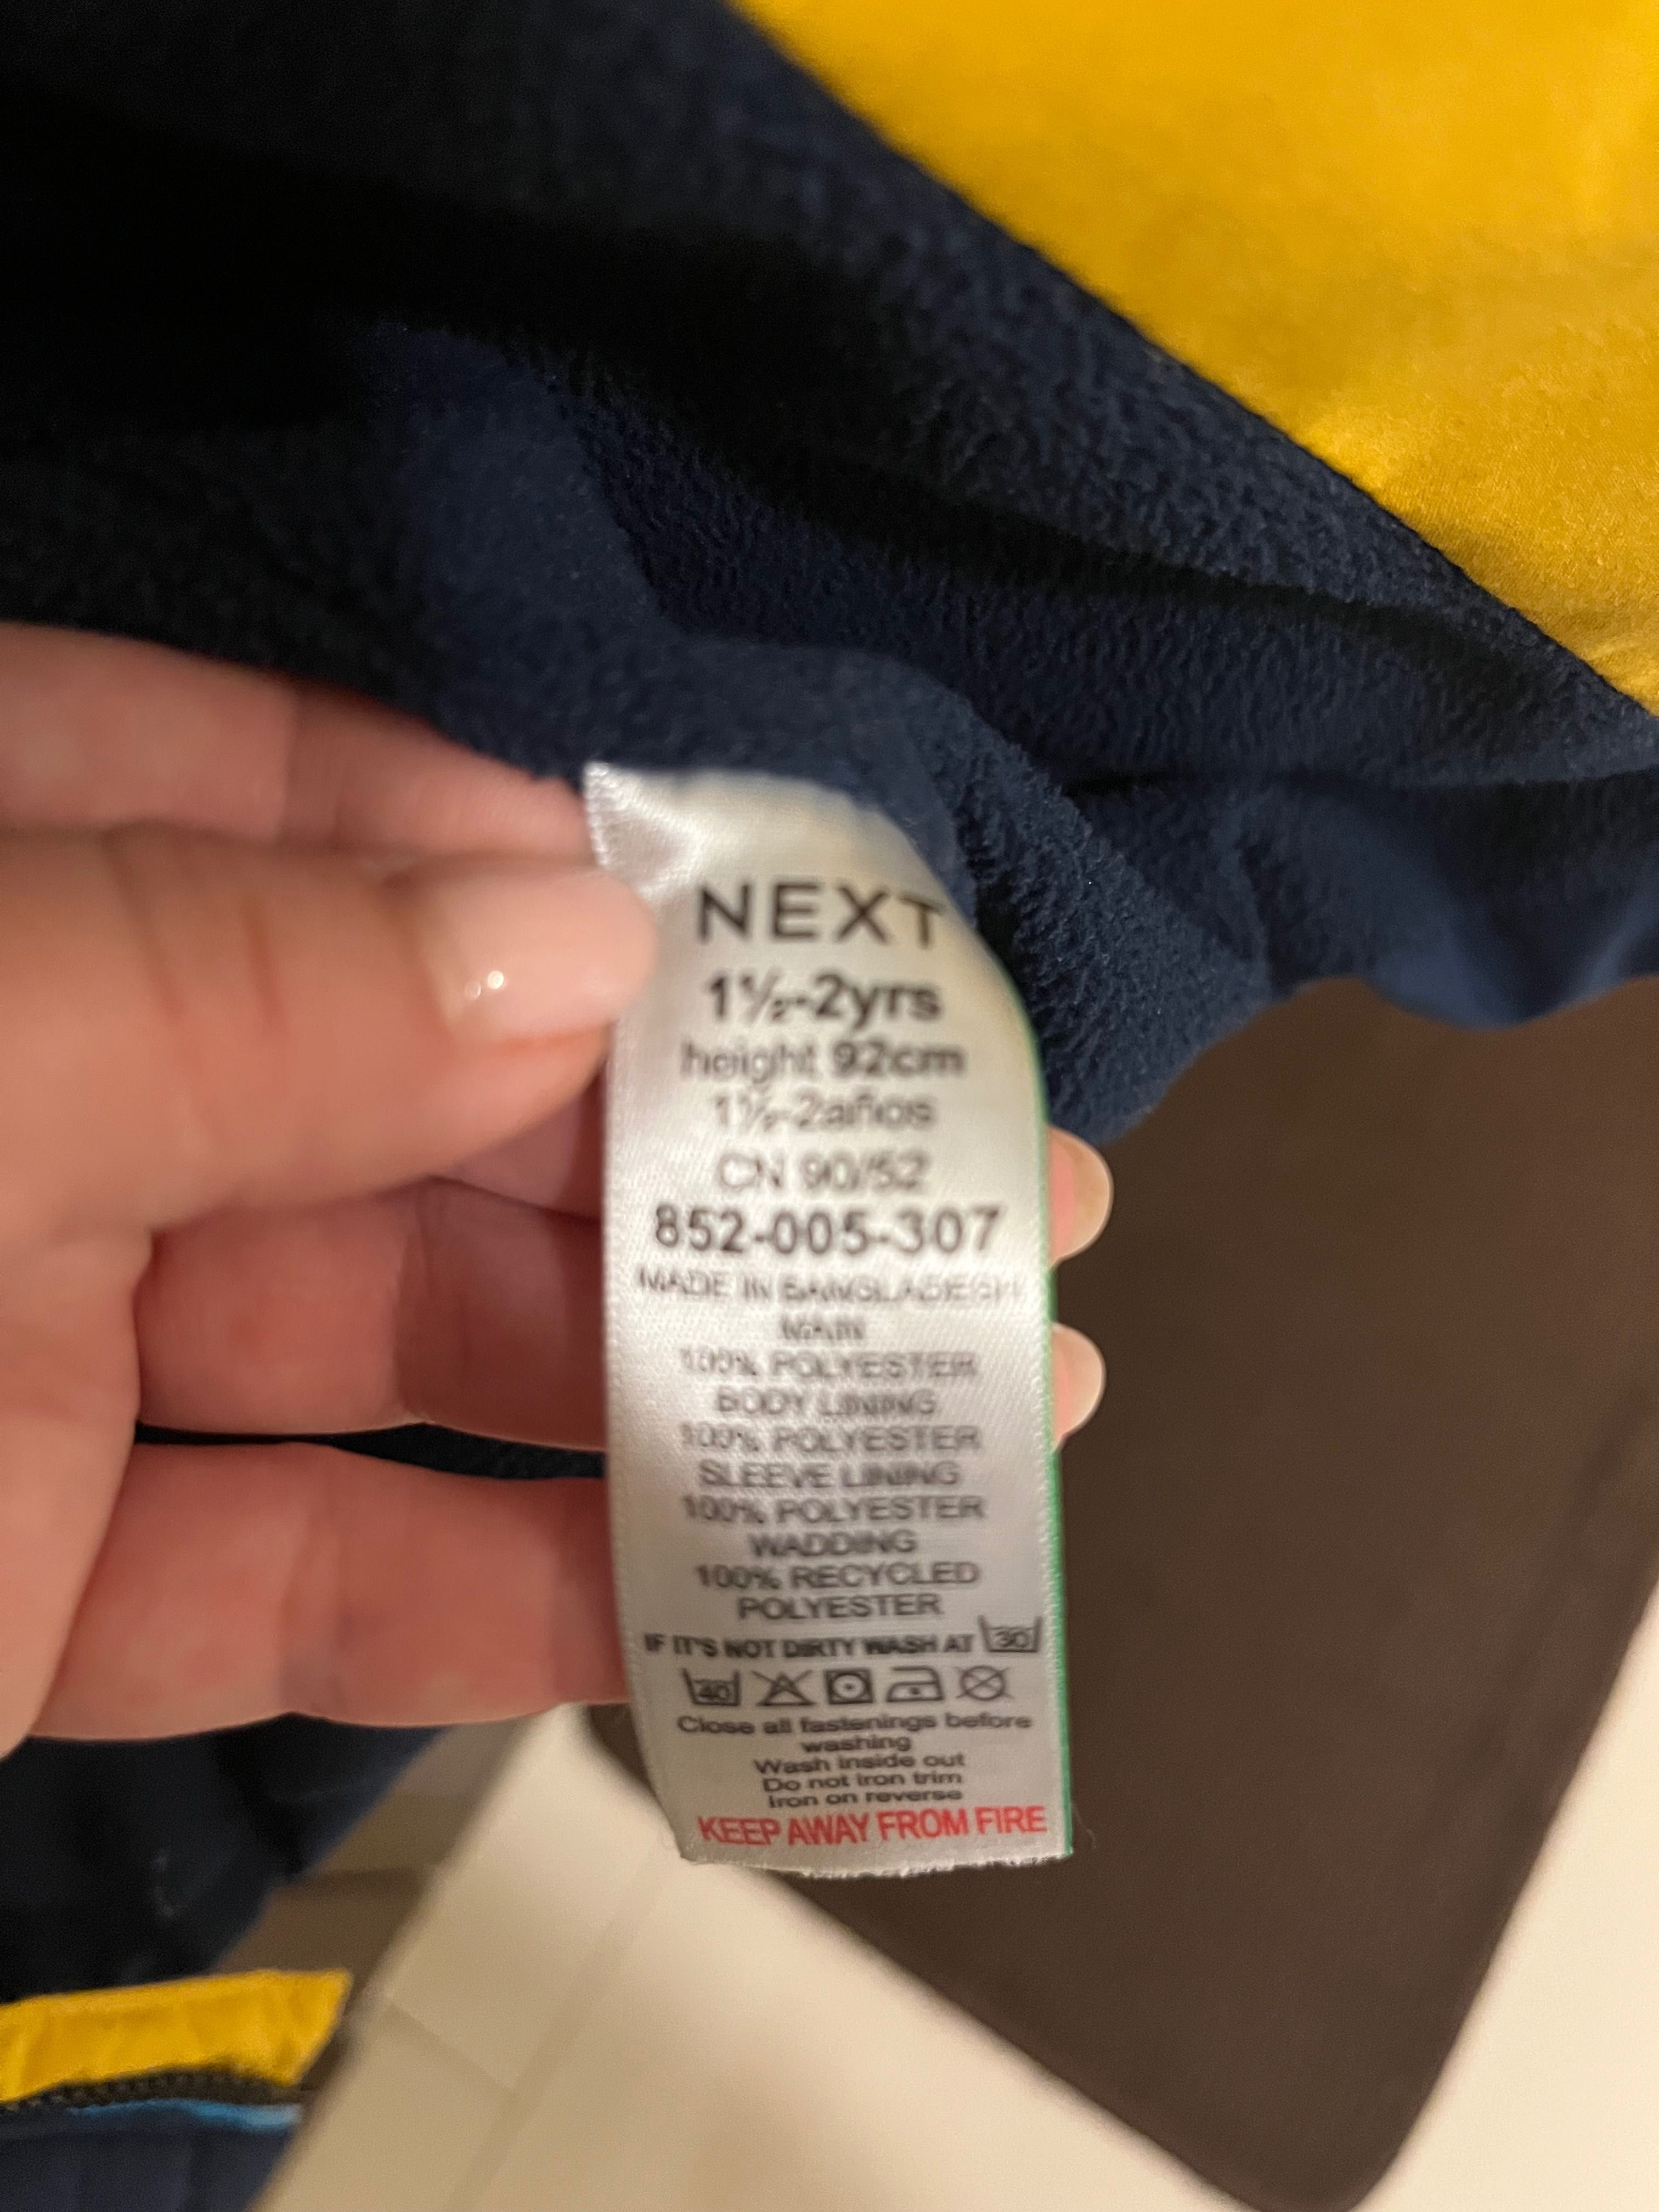 NEXT
1½-2yrs
height 92cm
1½-2años
CN 90/52
852-005-307
MADE IN BANGLADESH
MAIN
100% POLYESTER
BODY LINING
100% POLYESTER
SLEEVE LINING
100% POLYESTER
WADDING
100% RECYCLED
POLYESTER
IF IT'S NOT DIRTY WASH AT 30
40
Close all fastenings before
washing
Wash inside out
Do not iron trim
Iron on reverse
KEEP AWAY FROM FIRE